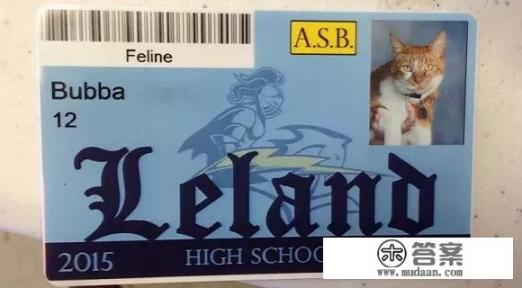 Feline
A.S.B.
Bubba
12
Leland
2015
HIGH SCHOO
答案
www.mudaan.com